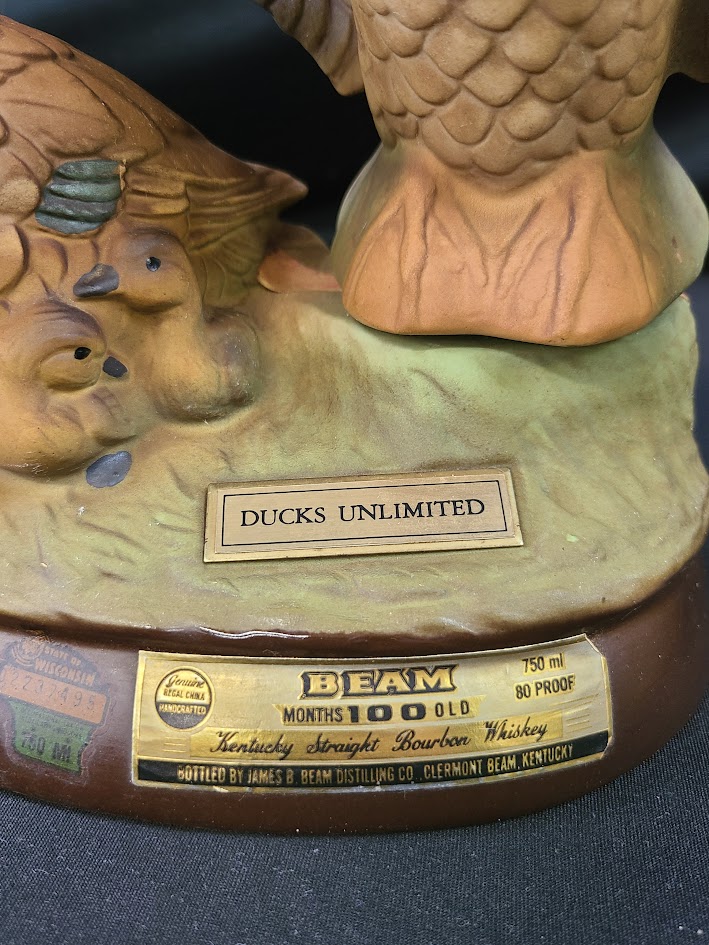 DUCKS UNLIMITED
STATE OF
WISCONSIN
750 ML
Genuine
REGAL CHINA
HANDCRAFTED
BEAM
MONTHS 100 OLD
Kentucky Straight Bourbon Whiskey
750 ml
80 PROOF
BOTTLED BY JAMES B. BEAM DISTILLING CO., CLERMONT BEAM, KENTUCKY